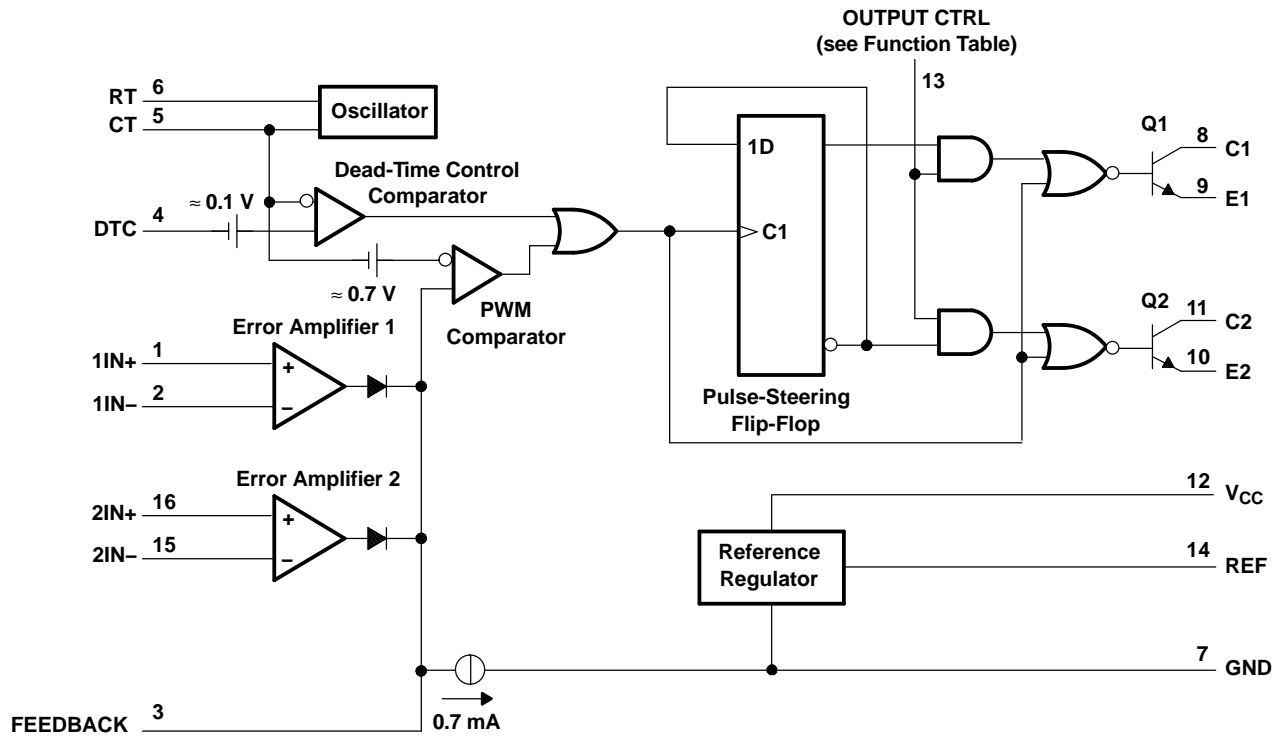 OUTPUT CTRL
(see Function Table)
13
RT 6
CT 5
Oscillator
Dead-Time Control
Comparator
≈ 0.1 V
DTC 4
≈ 0.7 V
PWM
Comparator
1D
C1
Pulse-Steering
Flip-Flop
Q1
8 C1
9 E1
Q2
11 C2
10 E2
Error Amplifier 1
1IN+ 1
1IN− 2
+
−
Error Amplifier 2
2IN+ 16
2IN− 15
+
−
12 VCC
Reference
Regulator
14 REF
7 GND
0.7 mA
FEEDBACK 3